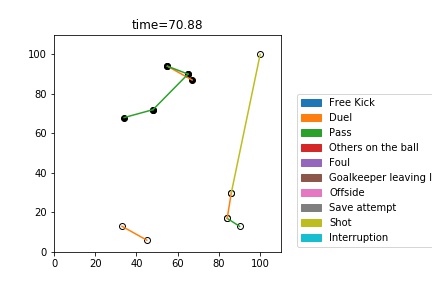 time=70.88
100
80
60
40
20
0
0 20 40 60 80 100
Free Kick
Duel
Pass
Others on the ball
Foul
Goalkeeper leaving l
Offside
Save attempt
Shot
Interruption